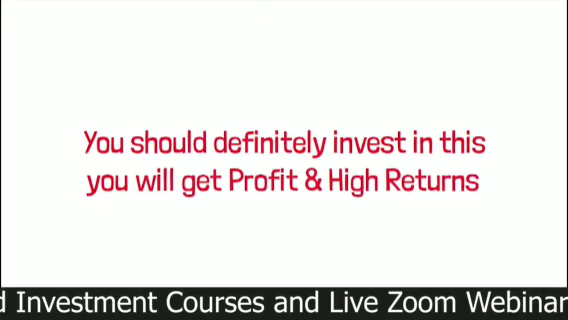 You should definitely invest in this
you will get Profit & High Returns
Investment Courses and Live Zoom Webinar